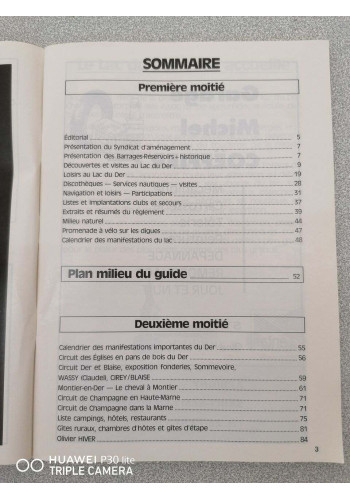 SOMMAIRE
Première moitié
Éditorial 5
Présentation du Syndicat d'aménagement 7
Présentation des Barrages-Réservoirs + historique 7
Découvertes et visites au Lac du Der 9
Loisirs au Lac du Der 19
Discothèques — Services nautiques — visites 28
Navigation et loisirs — Participations 31
Listes et implantations clubs et secours 37
Extraits et résumés du règlement 39
Milieu naturel 44
Promenade à vélo sur les digues 47
Calendrier des manifestations du lac 48
Plan milieu du guide 52
Deuxième moitié
Calendrier des manifestations importantes du Der 55
Circuit des Églises en pans de bois du Der 56
Circuit Der et Blaise, exposition fonderies, Sommevoire,
WASSY (Claudel), CIREY/BLAISE 59
Montier-en-Der — Le cheval à Montier 61
Circuit de Champagne en Haute-Marne 71
Circuit de Champagne dans la Marne 71
Liste campings, hôtels, restaurants 75
Gîtes ruraux, chambres d'hôtes et gîtes d'étape 81
Olivier HIVER 84
3
HUAWEI P30 lite
TRIPLE CAMERA